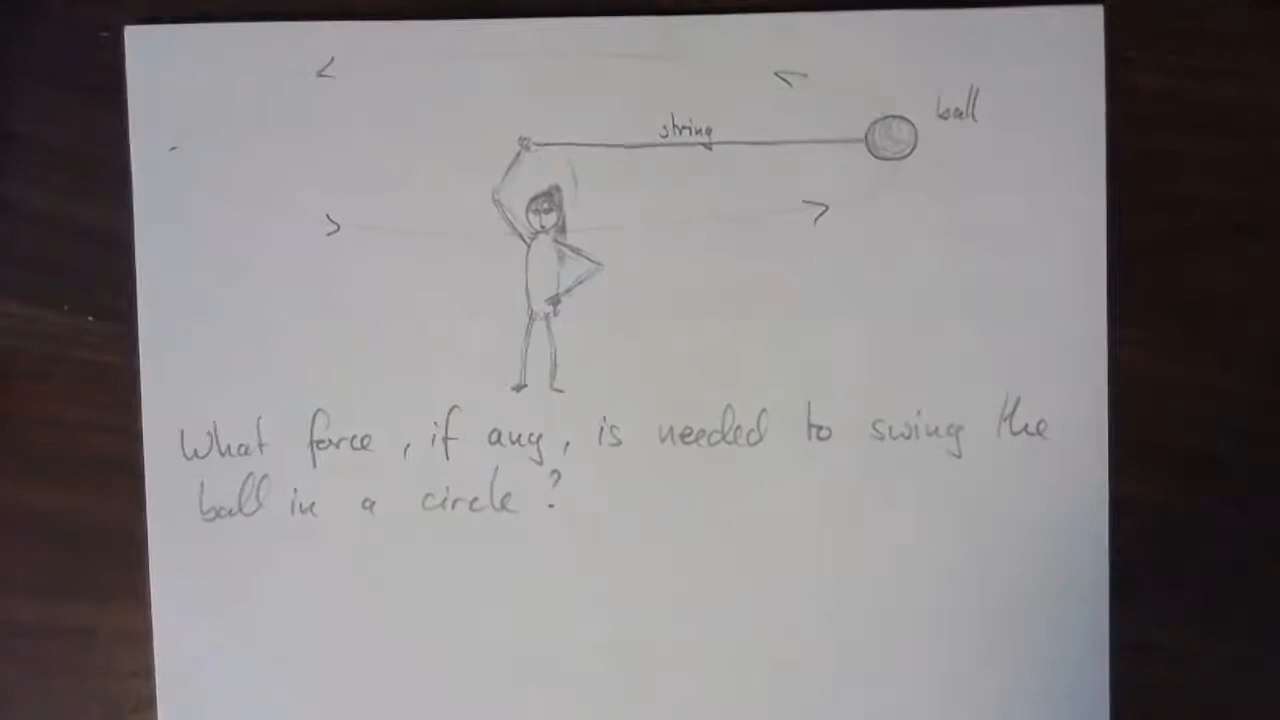 ball
string
What force, if any, is needed to swing the
ball in a circle?